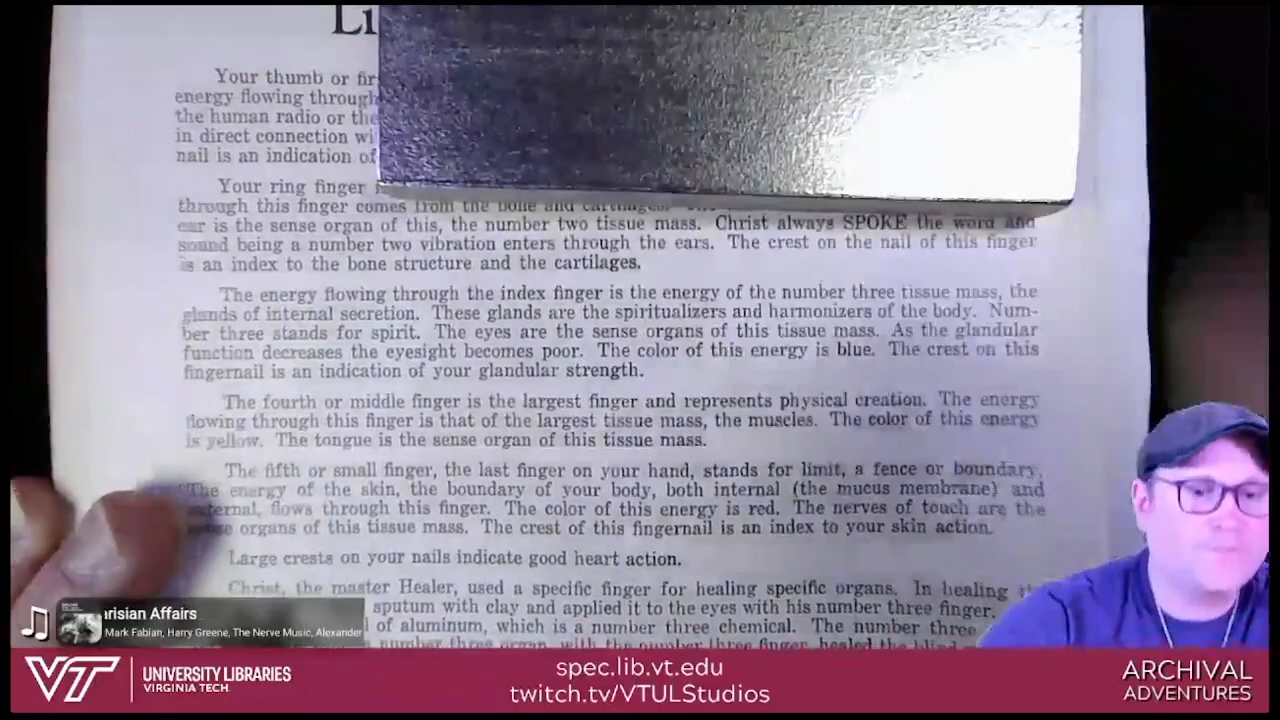 Li
Your thumb or fir
energy flowing through
the human radio or the
in direct connection wi
nail is an indication of
Your ring finger
through this finger comes from the bone and cartilages.
ear is the sense organ of this, the number two tissue mass. Christ always SPOKE the word and
sound being a number two vibration enters through the ears. The crest on the nail of this finger
is an index to the bone structure and the cartilages.
The energy flowing through the index finger is the energy of the number three tissue mass, the
glands of internal secretion. These glands are the spiritualizers and harmonizers of the body. Num-
ber three stands for spirit. The eyes are the sense organs of this tissue mass. As the glandular
function decreases the eyesight becomes poor. The color of this energy is blue. The crest on this
fingernail is an indication of your glandular strength.
The fourth or middle finger is the largest finger and represents physical creation. The energy
flowing through this finger is that of the largest tissue mass, the muscles. The color of this energy
is yellow. The tongue is the sense organ of this tissue mass.
The fifth or small finger, the last finger on your hand, stands for limit, a fence or boundary.
The energy of the skin, the boundary of your body, both internal (the mucus membrane) and
external, flows through this finger. The color of this energy is red. The nerves of touch are the
sense organs of this tissue mass. The crest of this fingernail is an index to your skin action.
Large crests on your nails indicate good heart action.
Christ, the master Healer, used a specific finger for healing specific organs. In healing
sputum with clay and applied it to the eyes with his number three finger.
of aluminum, which is a number three chemical. The number three
number three organ, with the number three finger, healed the blind
arisian Affairs
Mark Fabian, Harry Greene, The Nerve Music, Alexander
VT UNIVERSITY LIBRARIES
VIRGINIA TECH.
spec.lib.vt.edu
twitch.tv/VTULStudios
ARCHIVAL
ADVENTURES